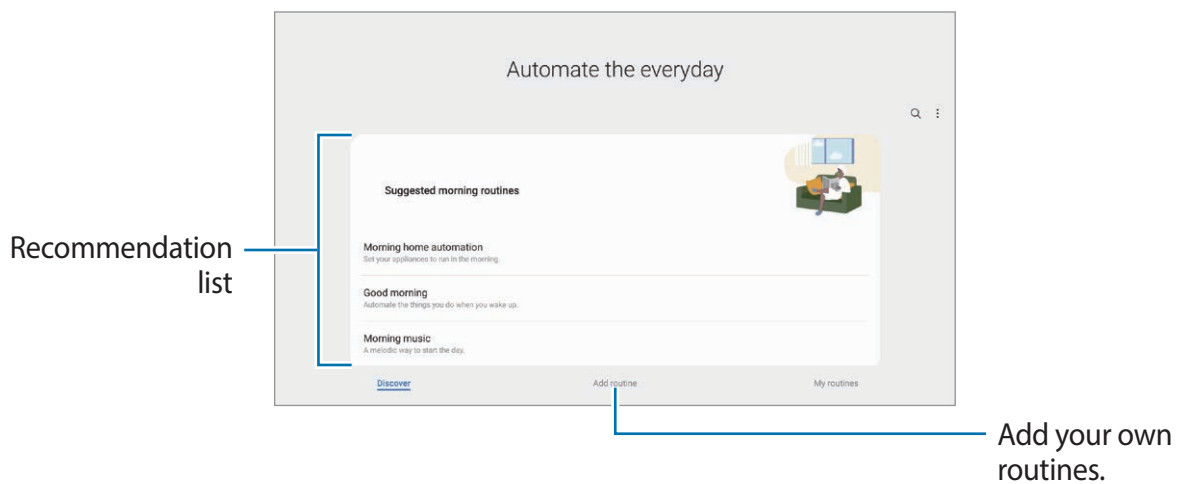 Automate the everyday
Suggested morning routines
Recommendation
list
Morning home automation
Set your appliances to run in the morning.
Good morning
Automate the things you do when you wake up.
Morning music
A melodic way to start the day.
Discover
Add routine
My routines
Add your own
routines.